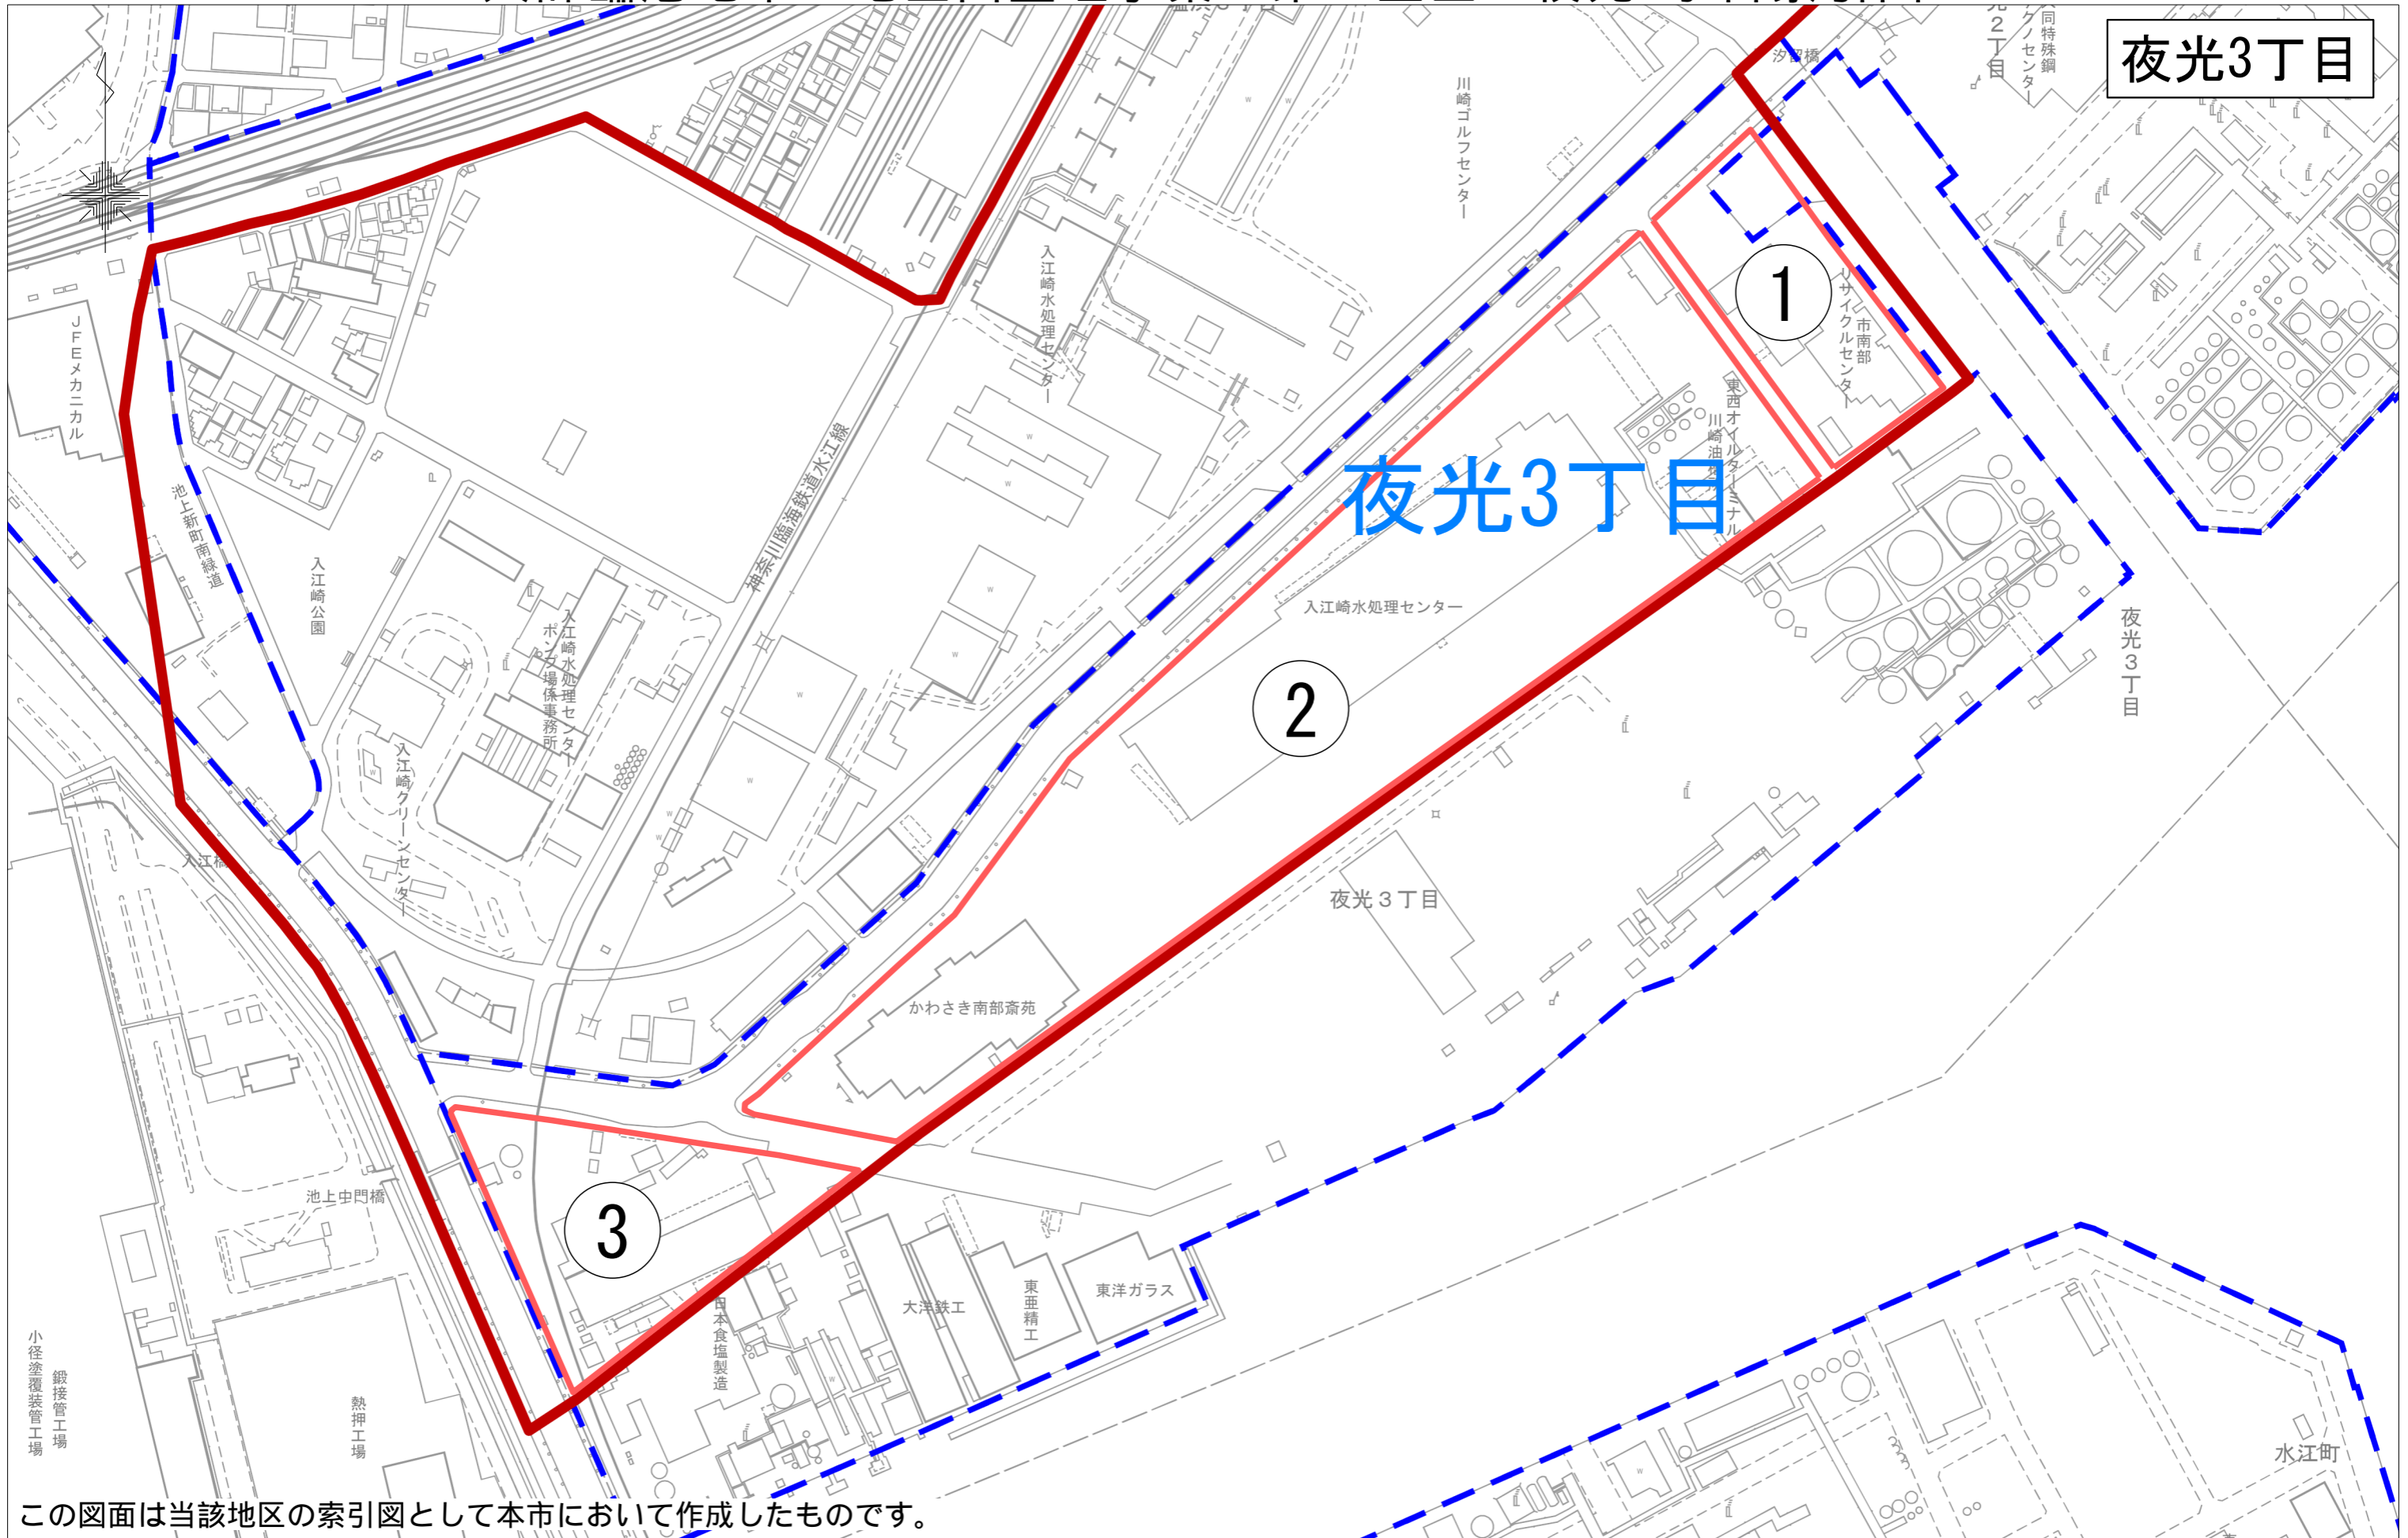 夜光3丁目
汐留橋
川崎ゴルフセンター
入江崎水処理センター
JFEメカニカル
市南部
リサイクルセンター
東西オイルターミナル
神奈川臨海鉄道水江線
夜光3丁目
①
池上新町南緑道
入江崎公園
入江崎水処理センター
ポンプ場係事務所
入江崎水処理センター
②
夜光3丁目
入江崎クリーンセンター
入江橋
夜光3丁目
かわさき南部斎苑
池上中門橋
③
日本食塩製造
大洋鉄工
東亜精工
東洋ガラス
小径塗覆装管工場
鍛接管工場
熱押工場
水江町
この図面は当該地区の索引図として本市において作成したものです。